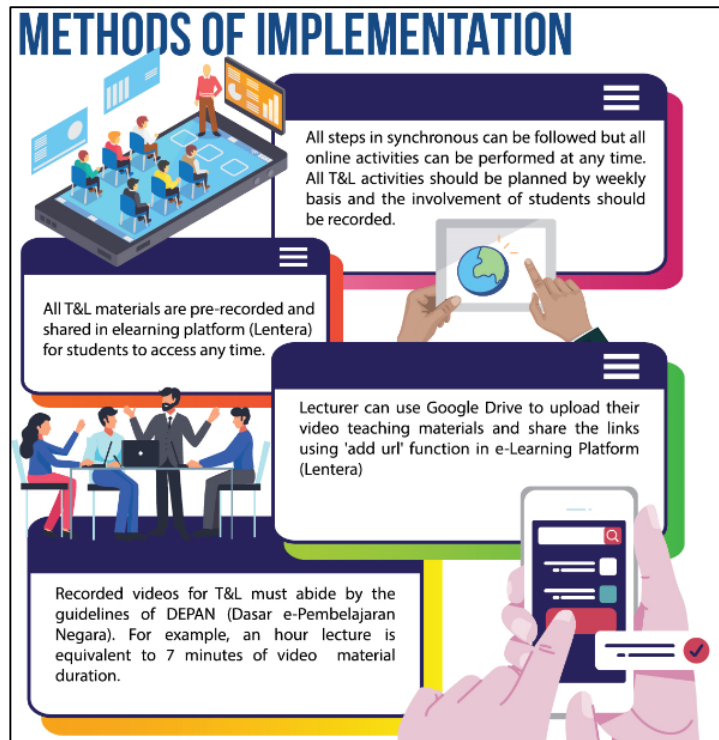 METHODS OF IMPLEMENTATION
All steps in synchronous can be followed but all
online activities can be performed at any time.
All T&L activities should be planned by weekly
basis and the involvement of students should
be recorded.
All T&L materials are pre-recorded and
shared in elearning platform (Lentera)
for students to access any time.
Lecturer can use Google Drive to upload their
video teaching materials and share the links
using 'add url' function in e-Learning Platform
(Lentera)
Recorded videos for T&L must abide by the
guidelines of DEPAN (Dasar e-Pembelajaran
Negara). For example, an hour lecture is
equivalent to 7 minutes of video material
duration.